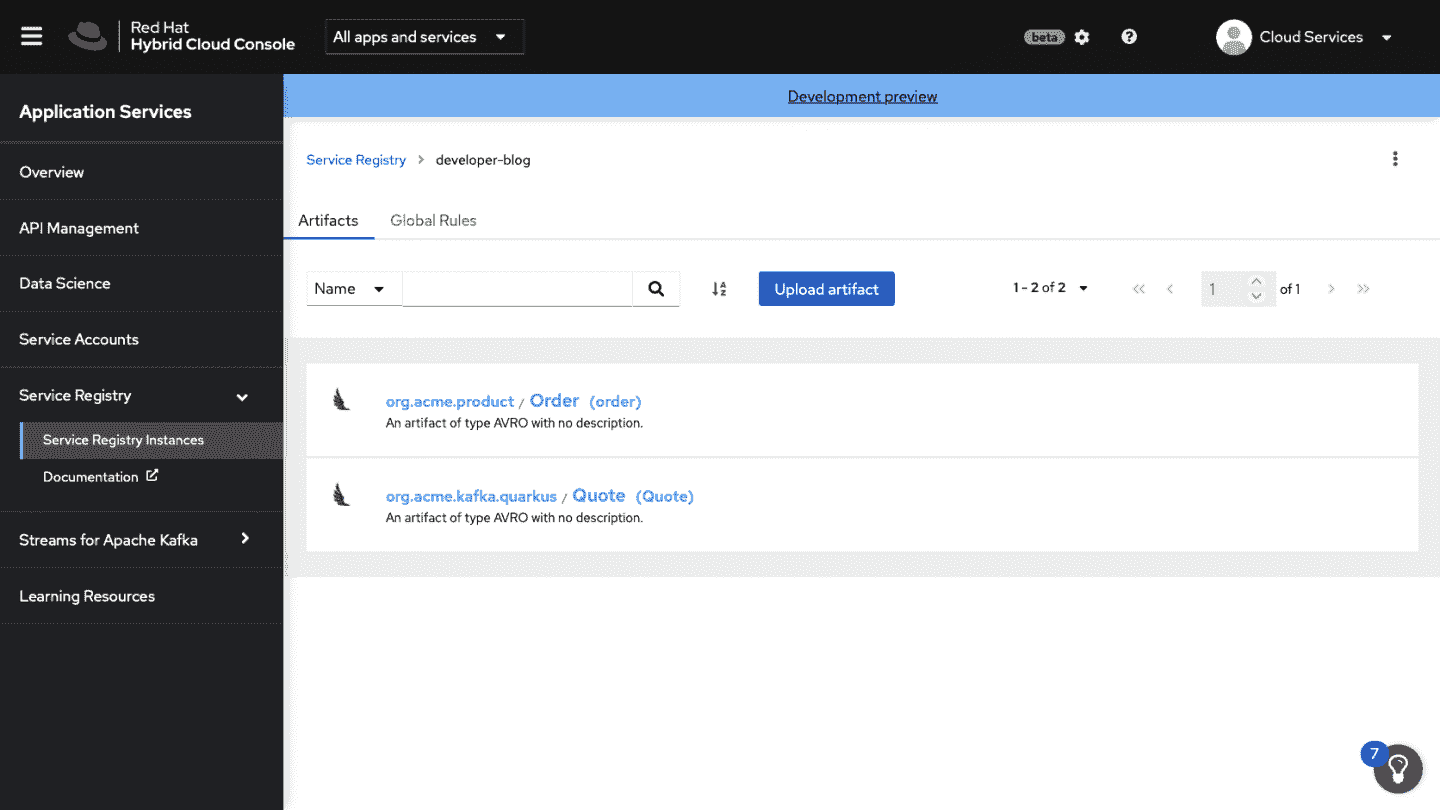 Red Hat
Hybrid Cloud Console
All apps and services
beta
Cloud Services
Application Services
Overview
API Management
Data Science
Service Accounts
Service Registry
Service Registry Instances
Documentation
Streams for Apache Kafka
Learning Resources
Development preview
Service Registry > developer-blog
Artifacts Global Rules
Name Upload artifact 1 - 2 of 2 1 of 1
org.acme.product / Order (order)
An artifact of type AVRO with no description.
org.acme.kafka.quarkus / Quote (Quote)
An artifact of type AVRO with no description.
7